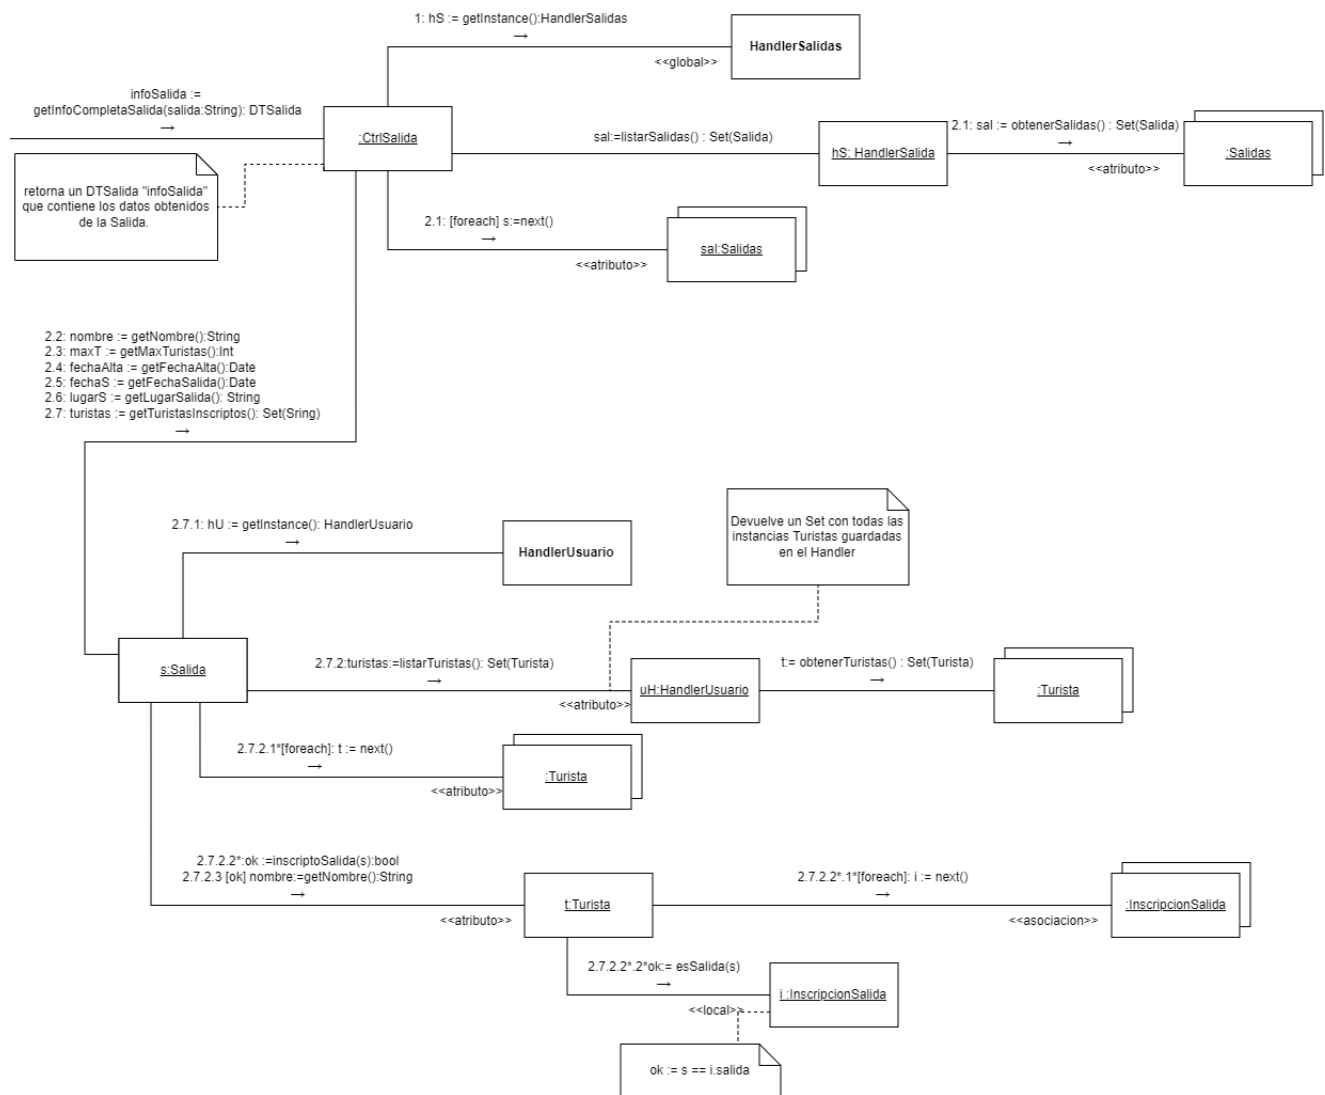 1: hS := getInstance():HandlerSalidas
→
HandlerSalidas
<<global>>
infoSalida :=
getInfoCompletaSalida(salida:String): DTSalida
→
:CtrlSalida
sal:=listarSalidas() : Set(Salida)
hS: HandlerSalida
2.1: sal := obtenerSalidas() : Set(Salida)
→
<<atributo>>
:Salidas
retorna un DTSalida "infoSalida"
que contiene los datos obtenidos
de la Salida.
2.1: [foreach] s:=next()
→
<<atributo>>
sal:Salidas
2.2: nombre := getNombre():String
2.3: maxT := getMaxTuristas():Int
2.4: fechaAlta := getFechaAlta():Date
2.5: fechaS := getFechaSalida():Date
2.6: lugarS := getLugarSalida(): String
2.7: turistas := getTuristasInscriptos(): Set(Sring)
→
2.7.1: hU := getInstance(): HandlerUsuario
→
HandlerUsuario
Devuelve un Set con todas las
instancias Turistas guardadas
en el Handler
s:Salida
2.7.2:turistas:=listarTuristas(): Set(Turista)
→
<<atributo>>
uH:HandlerUsuario
t:= obtenerTuristas() : Set(Turista)
→
:Turista
2.7.2.1*[foreach]: t := next()
→
<<atributo>>
:Turista
2.7.2.2*:ok :=inscriptoSalida(s):bool
2.7.2.3 [ok] nombre:=getNombre():String
→
<<atributo>>
t:Turista
2.7.2.2*.1*[foreach]: i := next()
→
<<asociacion>>
:InscripcionSalida
2.7.2.2*.2*ok:= esSalida(s)
→
<<local>>
i :InscripcionSalida
ok := s == i.salida